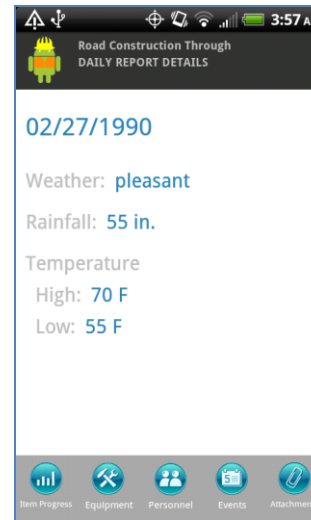 3:57 A
Road Construction Through
DAILY REPORT DETAILS
02/27/1990
Weather: pleasant
Rainfall: 55 in.
Temperature
High: 70 F
Low: 55 F
Item Progress Equipment Personnel Events Attachmen